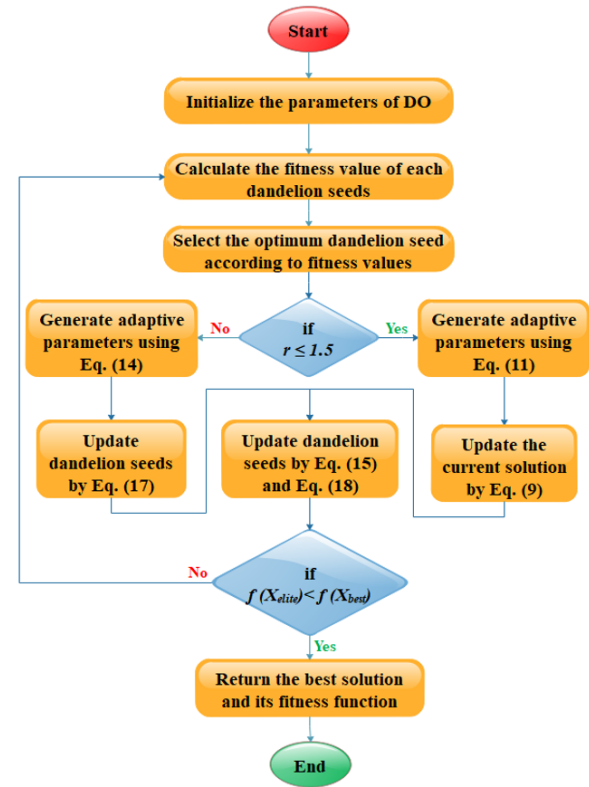 Start
Initialize the parameters of DO
Calculate the fitness value of each
dandelion seeds
Select the optimum dandelion seed
according to fitness values
No
if
r ≤ 1.5
Yes
Generate adaptive
parameters using
Eq. (14)
Generate adaptive
parameters using
Eq. (11)
Update
dandelion seeds
by Eq. (17)
Update dandelion
seeds by Eq. (15)
and Eq. (18)
Update the
current solution
by Eq. (9)
No
if
f (Xelite)< f (Xbest)
Yes
Return the best solution
and its fitness function
End